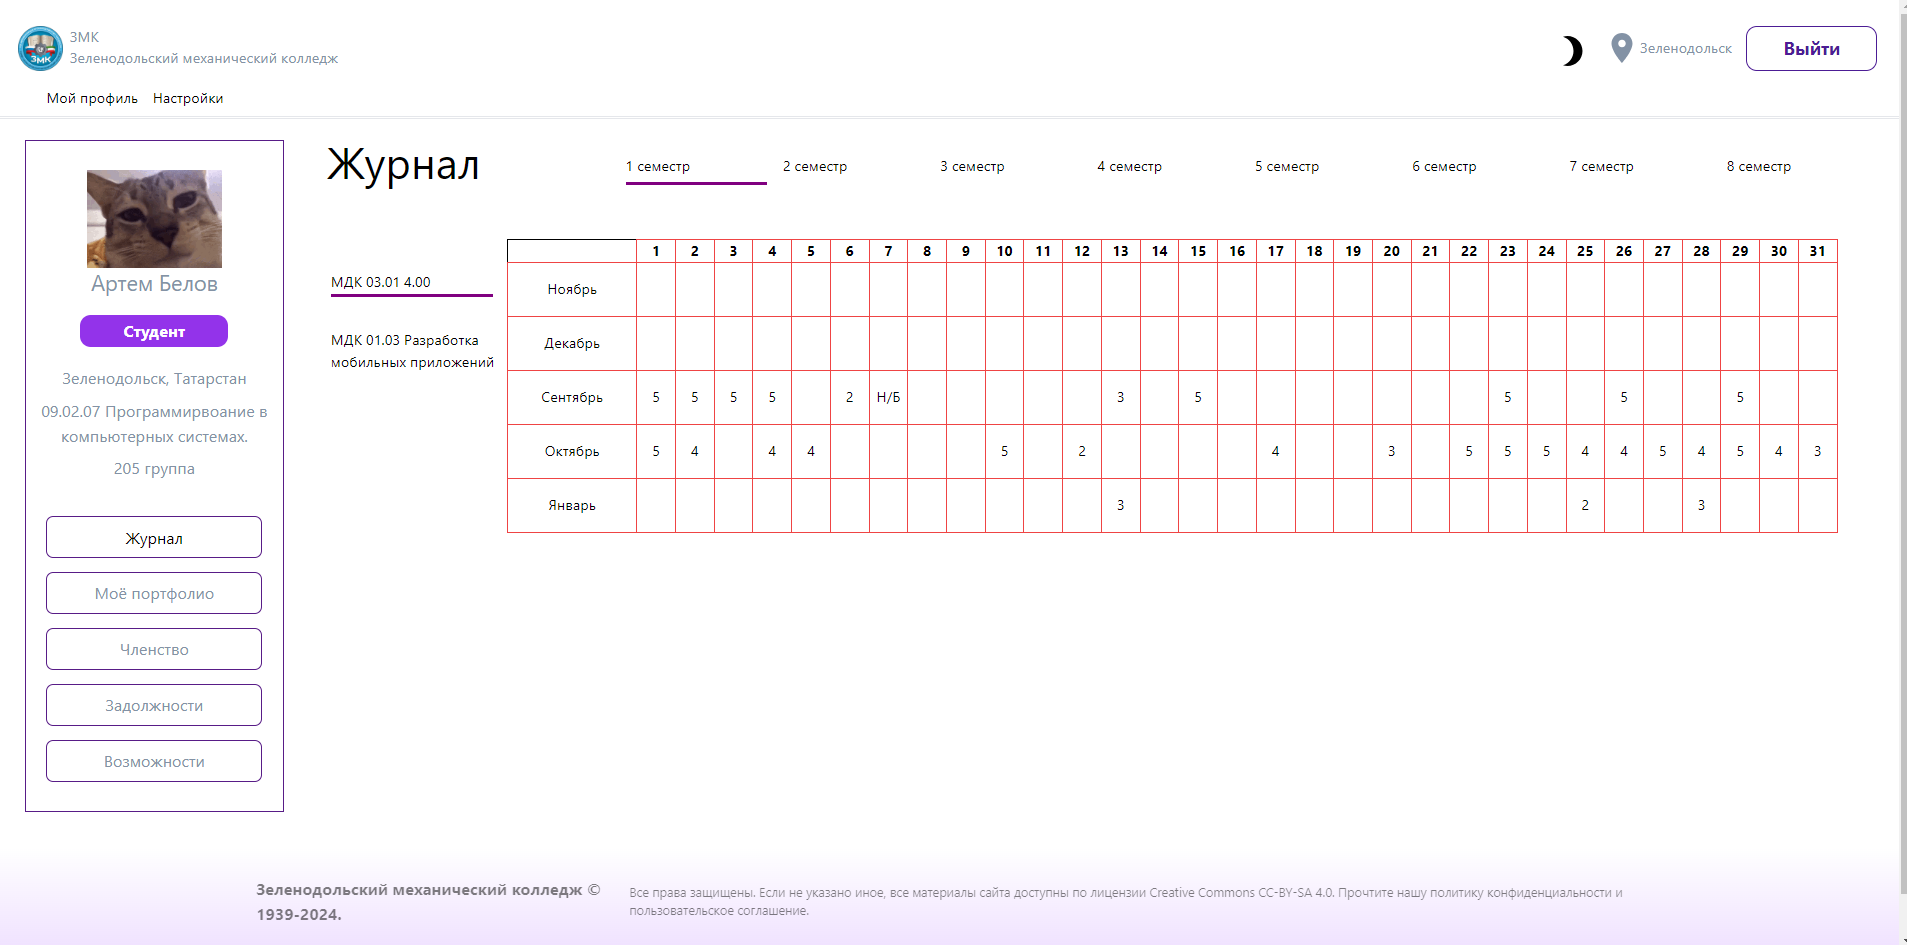 ЗМК
Зеленодольский механический колледж
Зеленодольск
Выйти
Мой профиль Настройки
ЗМК
Артем Белов
Студент
Зеленодольск, Татарстан
09.02.07 Программирвоание в
компьютерных системах.
205 группа
Журнал
Моё портфолио
Членство
Задолжности
Возможности
Журнал
1 семестр 2 семестр 3 семестр 4 семестр 5 семестр 6 семестр 7 семестр 8 семестр
МДК 03.01 4.00
МДК 01.03 Разработка
мобильных приложений
1 2 3 4 5 6 7 8 9 10 11 12 13 14 15 16 17 18 19 20 21 22 23 24 25 26 27 28 29 30 31
Ноябрь
Декабрь
Сентябрь 5 5 5 5 2 Н/Б 3 5 5 5 5
Октябрь 5 4 4 4 5 2 4 3 5 5 5 4 4 5 4 5 4 3
Январь 3 2 3
Зеленодольский механический колледж ©
1939-2024.
Все права защищены. Если не указано иное, все материалы сайта доступны по лицензии Creative Commons CC-BY-SA 4.0. Прочтите нашу политику конфиденциальности и
пользовательское соглашение.